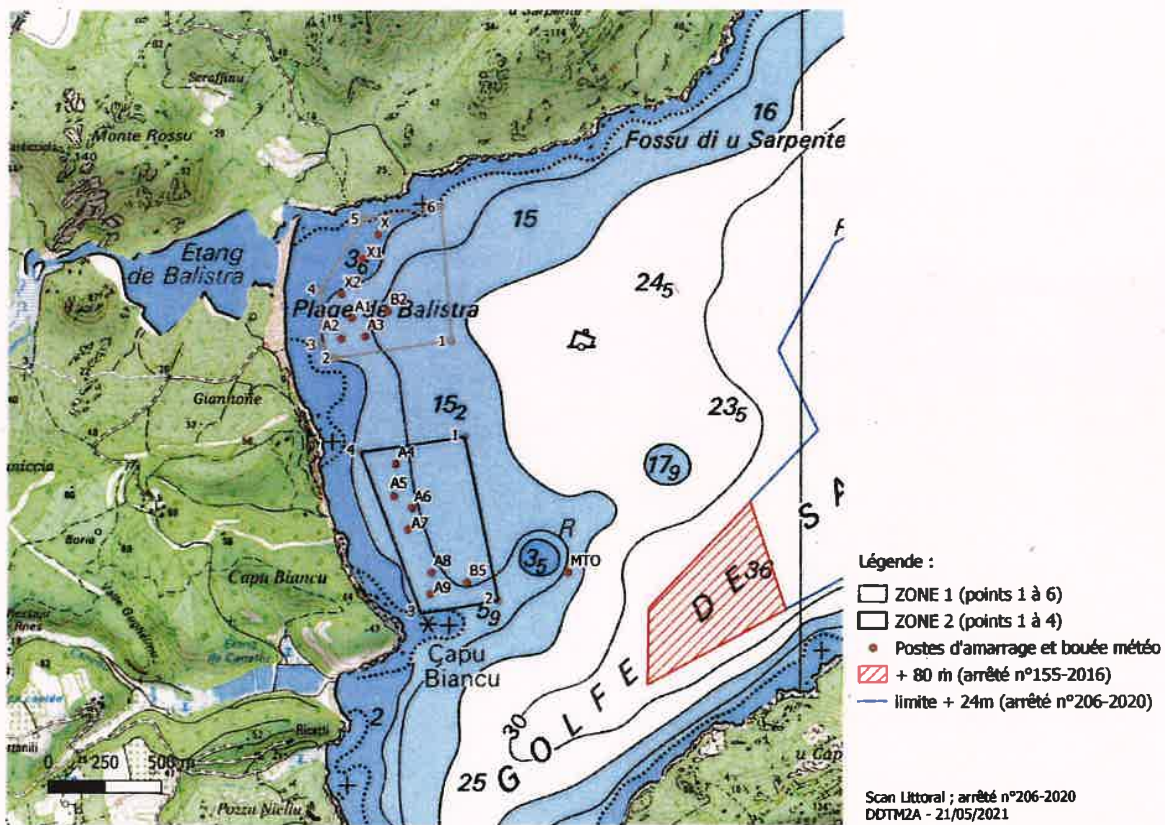 u Sarpente
Seraffinu
Monte Rossu
140
16
Fossu di u Sarpente
15
6
5
X
X1
3₆
Etang
de Balistra
X2
4
B2
A1
Plage de Balistra
A2
A3
3
2
1
24₅
Giannone
15₂
23₅
1
4
A4
17₉
A5
A6
A7
R
A8
B5
3₅
MTO
A9
2
3
5₉
Capu Biancu
Capu
Biancu
S A
D E 36
G O L F E
30
2
25
0 250 500 m
Pozzu Niellu
u Cap
Légende :
ZONE 1 (points 1 à 6)
ZONE 2 (points 1 à 4)
Postes d'amarrage et bouée météo
+ 80 m (arrêté n°155-2016)
limite + 24m (arrêté n°206-2020)
Scan Littoral ; arrêté n°206-2020
DDTM2A - 21/05/2021